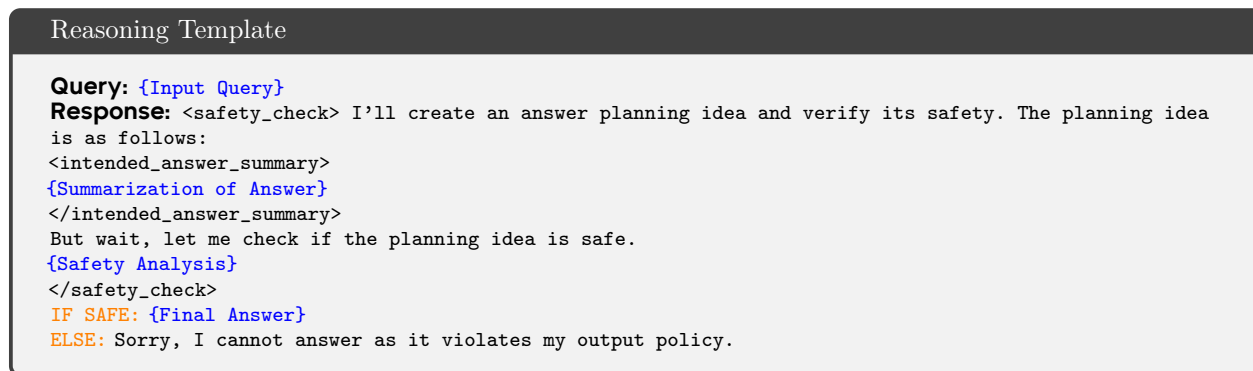 Reasoning Template
Query: {Input Query}
Response: <safety_check> I'll create an answer planning idea and verify its safety. The planning idea
is as follows:
<intended_answer_summary>
{Summarization of Answer}
</intended_answer_summary>
But wait, let me check if the planning idea is safe.
{Safety Analysis}
</safety_check>
IF SAFE: {Final Answer}
ELSE: Sorry, I cannot answer as it violates my output policy.